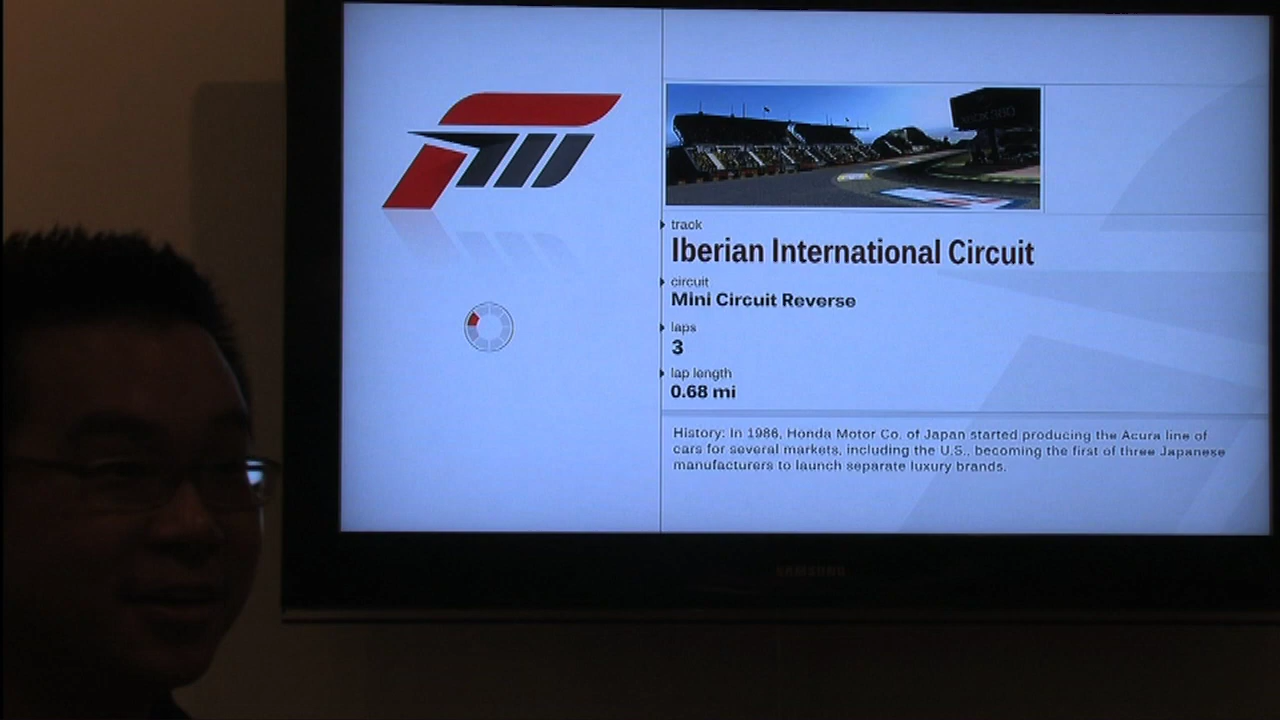 track
Iberian International Circuit
circuit
Mini Circuit Reverse
laps
3
lap length
0.68 mi
History: In 1986, Honda Motor Co. of Japan started producing the Acura line of
cars for several markets, including the U.S., becoming the first of three Japanese
manufacturers to launch separate luxury brands.
SAMSUNG